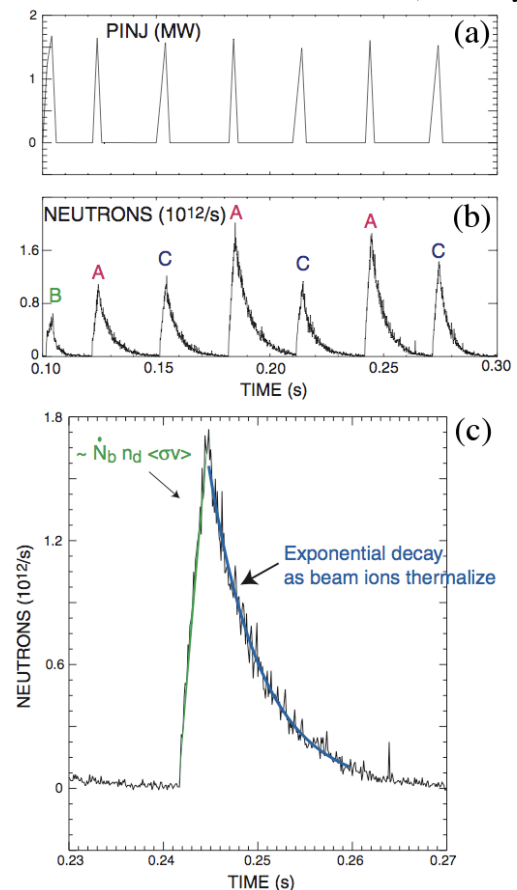 PINJ (MW)
(a)
2
1
0
NEUTRONS (10¹²/s)
(b)
1.6
0.8
0
B
A
C
A
C
A
C
0.10
0.15
0.20
0.25
0.30
TIME (s)
(c)
1.8
1.2
0.6
0
NEUTRONS (10¹²/s)
~ Ṅb nd <σv>
Exponential decay
as beam ions thermalize
0.23
0.24
0.25
0.26
0.27
TIME (s)